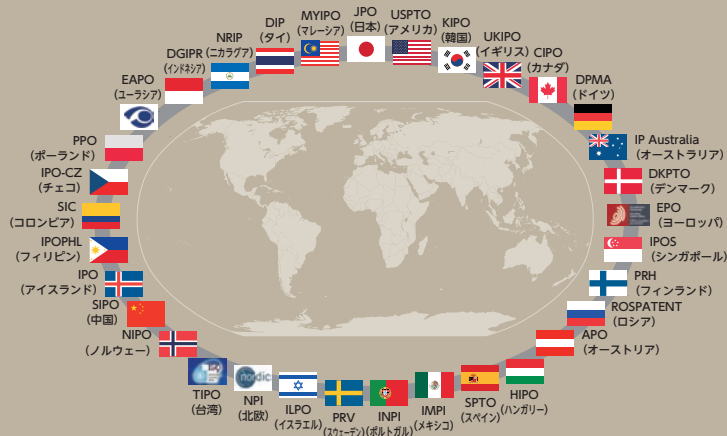 JPO
(日本)
USPTO
(アメリカ)
KIPO
(韓国)
UKIPO
(イギリス)
CIPO
(カナダ)
DPMA
(ドイツ)
IP Australia
(オーストラリア)
DKPTO
(デンマーク)
EPO
(ヨーロッパ)
IPOS
(シンガポール)
PRH
(フィンランド)
ROSPATENT
(ロシア)
APO
(オーストリア)
HIPO
(ハンガリー)
SPTO
(スペイン)
IMPI
(メキシコ)
INPI
(ポルトガル)
PRV
(スウェーデン)
ILPO
(イスラエル)
nordic
NPI
(北欧)
TIPO
(台湾)
NIPO
(ノルウェー)
SIPO
(中国)
IPO
(アイスランド)
IPOPHL
(フィリピン)
SIC
(コロンビア)
IPO-CZ
(チェコ)
PPO
(ポーランド)
EAPO
(ユーラシア)
DGIPR
(インドネシア)
NRIP
(ニカラグア)
DIP
(タイ)
MYIPO
(マレーシア)